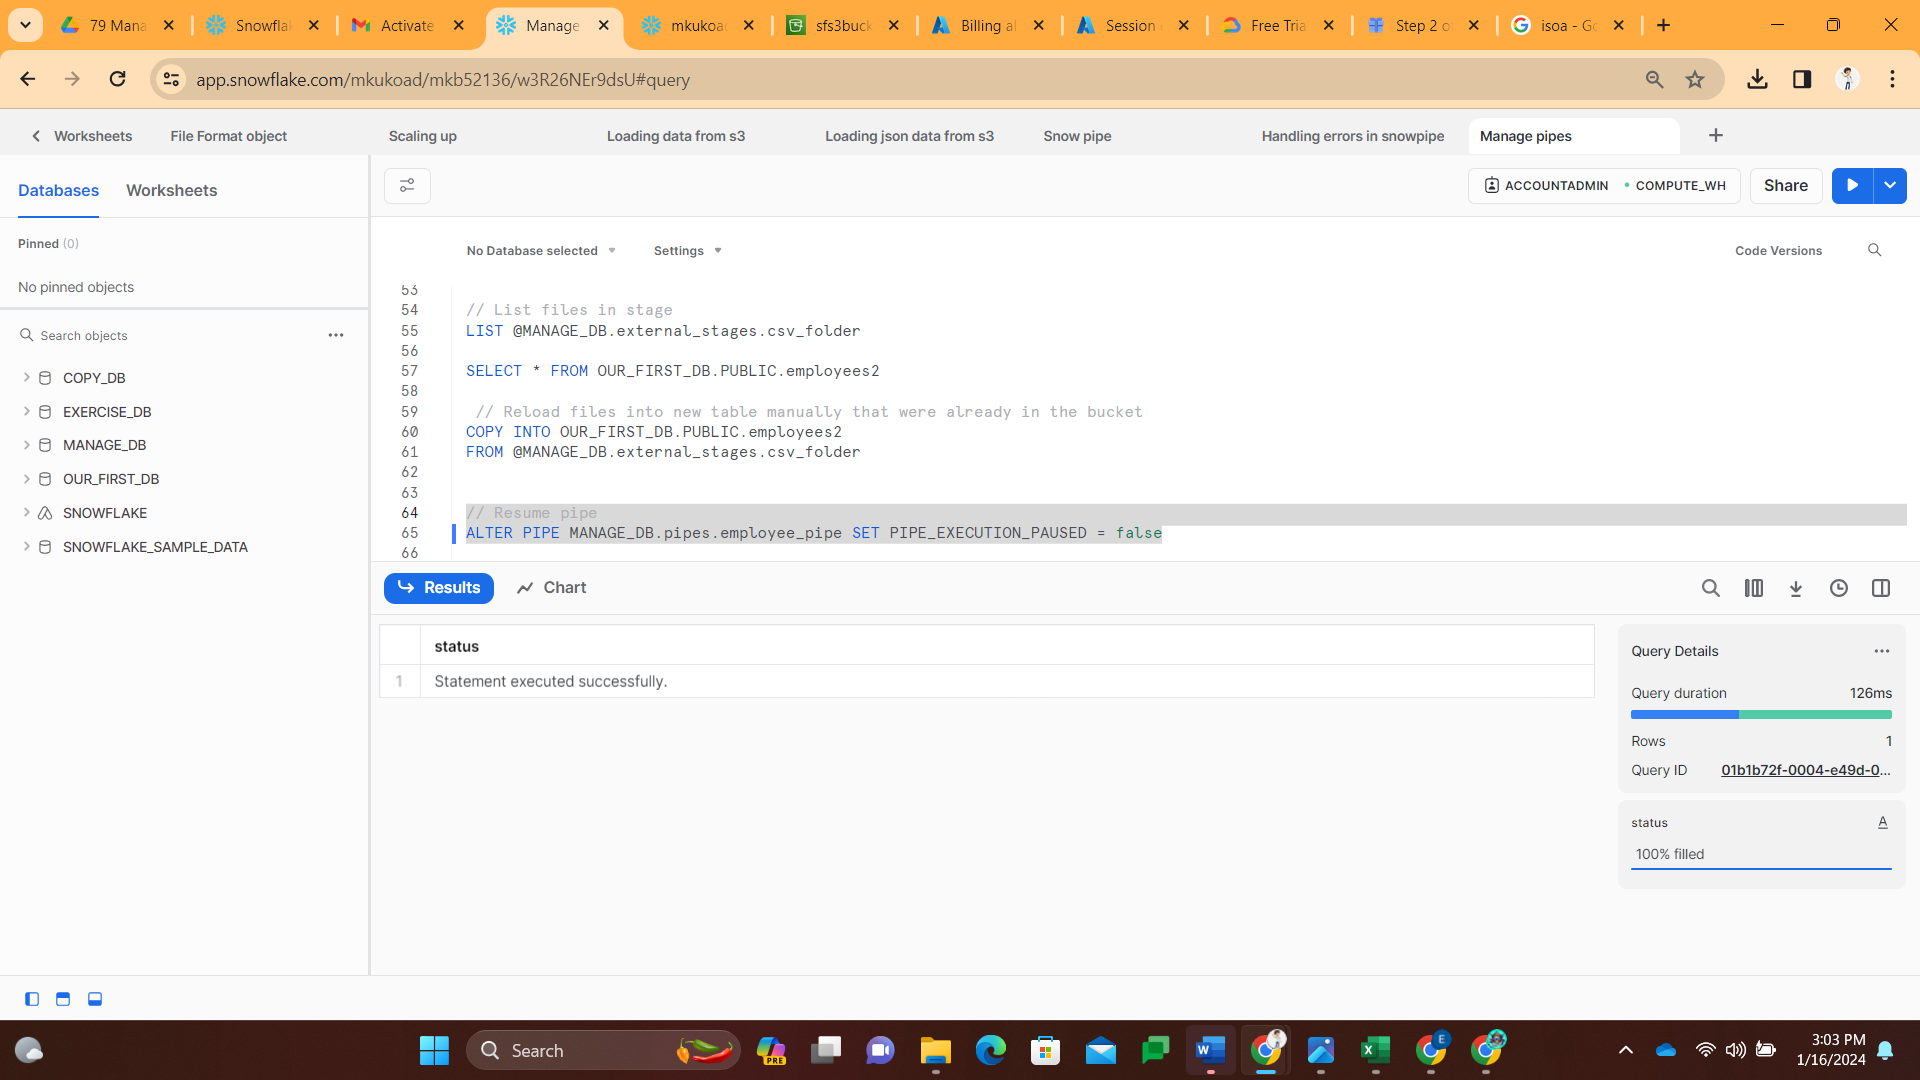 79 Mana
Snowflak
Activate
Manage
mkukoad
sfs3buck
Billing al
Session
Free Tria
Step 2 o
isoa - Go
app.snowflake.com/mkukoad/mkb52136/w3R26NEr9dsU#query
Worksheets
File Format object
Scaling up
Loading data from s3
Loading json data from s3
Snow pipe
Handling errors in snowpipe
Manage pipes
Databases
Worksheets
ACCOUNTADMIN
COMPUTE_WH
Share
Pinned (0)
No pinned objects
No Database selected
Settings
Code Versions
Search objects
COPY_DB
EXERCISE_DB
MANAGE_DB
OUR_FIRST_DB
SNOWFLAKE
SNOWFLAKE_SAMPLE_DATA
53
54 // List files in stage
55 LIST @MANAGE_DB.external_stages.csv_folder
56
57 SELECT * FROM OUR_FIRST_DB.PUBLIC.employees2
58
59 // Reload files into new table manually that were already in the bucket
60 COPY INTO OUR_FIRST_DB.PUBLIC.employees2
61 FROM @MANAGE_DB.external_stages.csv_folder
62
63
64 // Resume pipe
65 ALTER PIPE MANAGE_DB.pipes.employee_pipe SET PIPE_EXECUTION_PAUSED = false
66
Results
Chart
status
1 Statement executed successfully.
Query Details
Query duration 126ms
Rows 1
Query ID 01b1b72f-0004-e49d-0...
status A
100% filled
Search
PRE
W
X
E
3:03 PM
1/16/2024